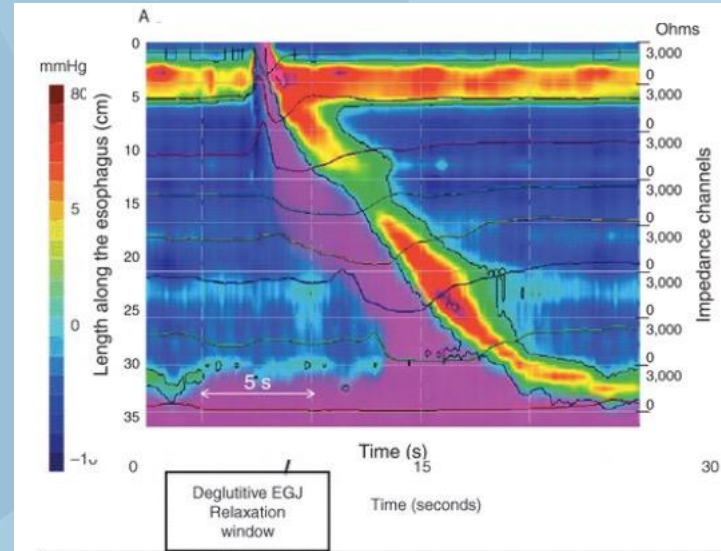 A
Ohms
mmHg
80
5
0
Length along the esophagus (cm)
0
5
10
15
20
25
30
35
3,000
0
3,000
0
3,000
0
3,000
0
3,000
0
3,000
0
3,000
0
3,000
0
Impedance channels
5 s
Time (s)
0
15
30
Deglutitive EGJ
Relaxation
window
Time (seconds)